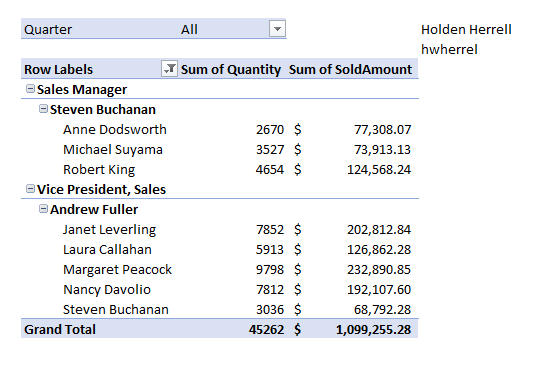 Quarter All Holden Herrell
hwherrel
Row Labels Sum of Quantity Sum of SoldAmount
Sales Manager
Steven Buchanan
Anne Dodsworth 2670 $ 77,308.07
Michael Suyama 3527 $ 73,913.13
Robert King 4654 $ 124,568.24
Vice President, Sales
Andrew Fuller
Janet Leverling 7852 $ 202,812.84
Laura Callahan 5913 $ 126,862.28
Margaret Peacock 9798 $ 232,890.85
Nancy Davolio 7812 $ 192,107.60
Steven Buchanan 3036 $ 68,792.28
Grand Total 45262 $ 1,099,255.28